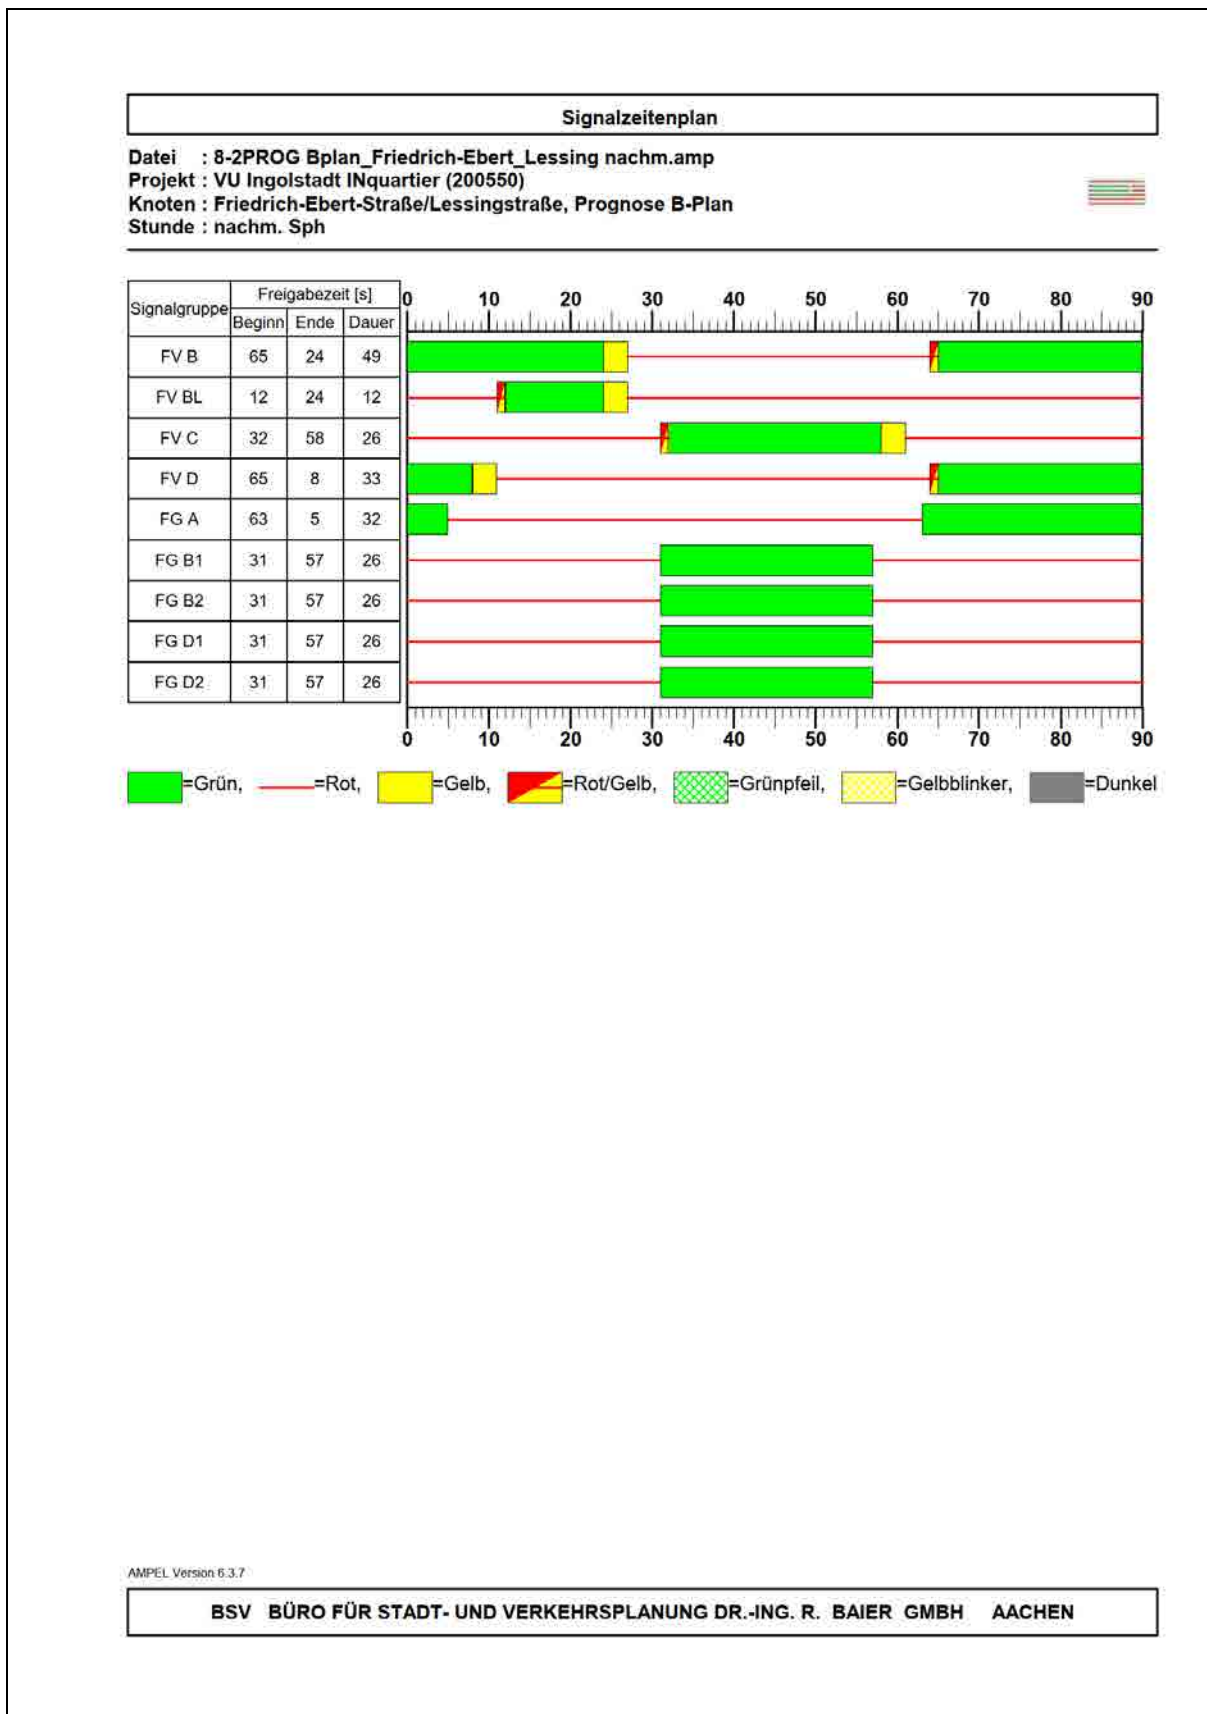 Signalzeitenplan
Datei : 8-2PROG Bplan_Friedrich-Ebert_Lessing nachm.amp
Projekt : VU Ingolstadt INquartier (200550)
Knoten : Friedrich-Ebert-Straße/Lessingstraße, Prognose B-Plan
Stunde : nachm. Sph
Signalgruppe Freigabezeit [s]
Beginn Ende Dauer
0 10 20 30 40 50 60 70 80 90
FV B 65 24 49
FV BL 12 24 12
FV C 32 58 26
FV D 65 8 33
FG A 63 5 32
FG B1 31 57 26
FG B2 31 57 26
FG D1 31 57 26
FG D2 31 57 26
0 10 20 30 40 50 60 70 80 90
=Grün, =Rot, =Gelb, =Rot/Gelb, =Grünpfeil, =Gelbblinker, =Dunkel
AMPEL Version 6.3.7
BSV BÜRO FÜR STADT- UND VERKEHRSPLANUNG DR.-ING. R. BAIER GMBH AACHEN